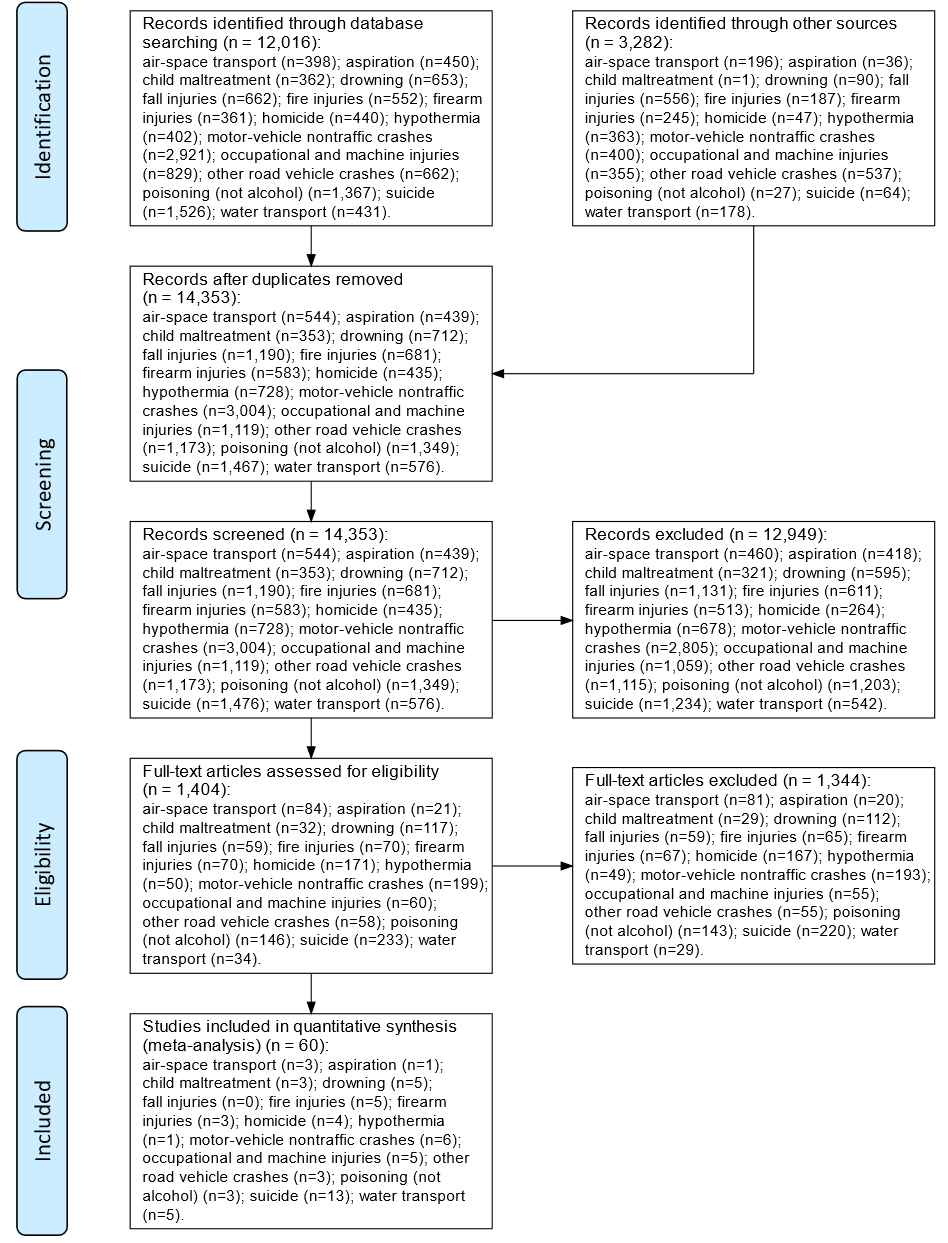 Identification
Records identified through database
searching (n = 12,016):
air-space transport (n=398); aspiration (n=450);
child maltreatment (n=362); drowning (n=653);
fall injuries (n=662); fire injuries (n=552); firearm
injuries (n=361); homicide (n=440); hypothermia
(n=402); motor-vehicle nontraffic crashes
(n=2,921); occupational and machine injuries
(n=829); other road vehicle crashes (n=662);
poisoning (not alcohol) (n=1,367); suicide
(n=1,526); water transport (n=431).
Records identified through other sources
(n = 3,282):
air-space transport (n=196); aspiration (n=36);
child maltreatment (n=1); drowning (n=90); fall
injuries (n=556); fire injuries (n=187); firearm
injuries (n=245); homicide (n=47); hypothermia
(n=363); motor-vehicle nontraffic crashes
(n=400); occupational and machine injuries
(n=355); other road vehicle crashes (n=537);
poisoning (not alcohol) (n=27); suicide (n=64);
water transport (n=178).
Screening
Records after duplicates removed
(n = 14,353):
air-space transport (n=544); aspiration (n=439);
child maltreatment (n=353); drowning (n=712);
fall injuries (n=1,190); fire injuries (n=681);
firearm injuries (n=583); homicide (n=435);
hypothermia (n=728); motor-vehicle nontraffic
crashes (n=3,004); occupational and machine
injuries (n=1,119); other road vehicle crashes
(n=1,173); poisoning (not alcohol) (n=1,349);
suicide (n=1,467); water transport (n=576).
Records screened (n = 14,353):
air-space transport (n=544); aspiration (n=439);
child maltreatment (n=353); drowning (n=712);
fall injuries (n=1,190); fire injuries (n=681);
firearm injuries (n=583); homicide (n=435);
hypothermia (n=728); motor-vehicle nontraffic
crashes (n=3,004); occupational and machine
injuries (n=1,119); other road vehicle crashes
(n=1,173); poisoning (not alcohol) (n=1,349);
suicide (n=1,476); water transport (n=576).
Records excluded (n = 12,949):
air-space transport (n=460); aspiration (n=418);
child maltreatment (n=321); drowning (n=595);
fall injuries (n=1,131); fire injuries (n=611);
firearm injuries (n=513); homicide (n=264);
hypothermia (n=678); motor-vehicle nontraffic
crashes (n=2,805); occupational and machine
injuries (n=1,059); other road vehicle crashes
(n=1,115); poisoning (not alcohol) (n=1,203);
suicide (n=1,234); water transport (n=542).
Eligibility
Full-text articles assessed for eligibility
(n = 1,404):
air-space transport (n=84); aspiration (n=21);
child maltreatment (n=32); drowning (n=117);
fall injuries (n=59); fire injuries (n=70); firearm
injuries (n=70); homicide (n=171); hypothermia
(n=50); motor-vehicle nontraffic crashes (n=199);
occupational and machine injuries (n=60);
other road vehicle crashes (n=58); poisoning
(not alcohol) (n=146); suicide (n=233); water
transport (n=34).
Full-text articles excluded (n = 1,344):
air-space transport (n=81); aspiration (n=20);
child maltreatment (n=29); drowning (n=112);
fall injuries (n=59); fire injuries (n=65); firearm
injuries (n=67); homicide (n=167); hypothermia
(n=49); motor-vehicle nontraffic crashes (n=193);
occupational and machine injuries (n=55);
other road vehicle crashes (n=55); poisoning
(not alcohol) (n=143); suicide (n=220); water
transport (n=29).
Included
Studies included in quantitative synthesis
(meta-analysis) (n = 60):
air-space transport (n=3); aspiration (n=1);
child maltreatment (n=3); drowning (n=5);
fall injuries (n=0); fire injuries (n=5); firearm
injuries (n=3); homicide (n=4); hypothermia
(n=1); motor-vehicle nontraffic crashes (n=6);
occupational and machine injuries (n=5); other
road vehicle crashes (n=3); poisoning (not
alcohol) (n=3); suicide (n=13); water transport
(n=5).